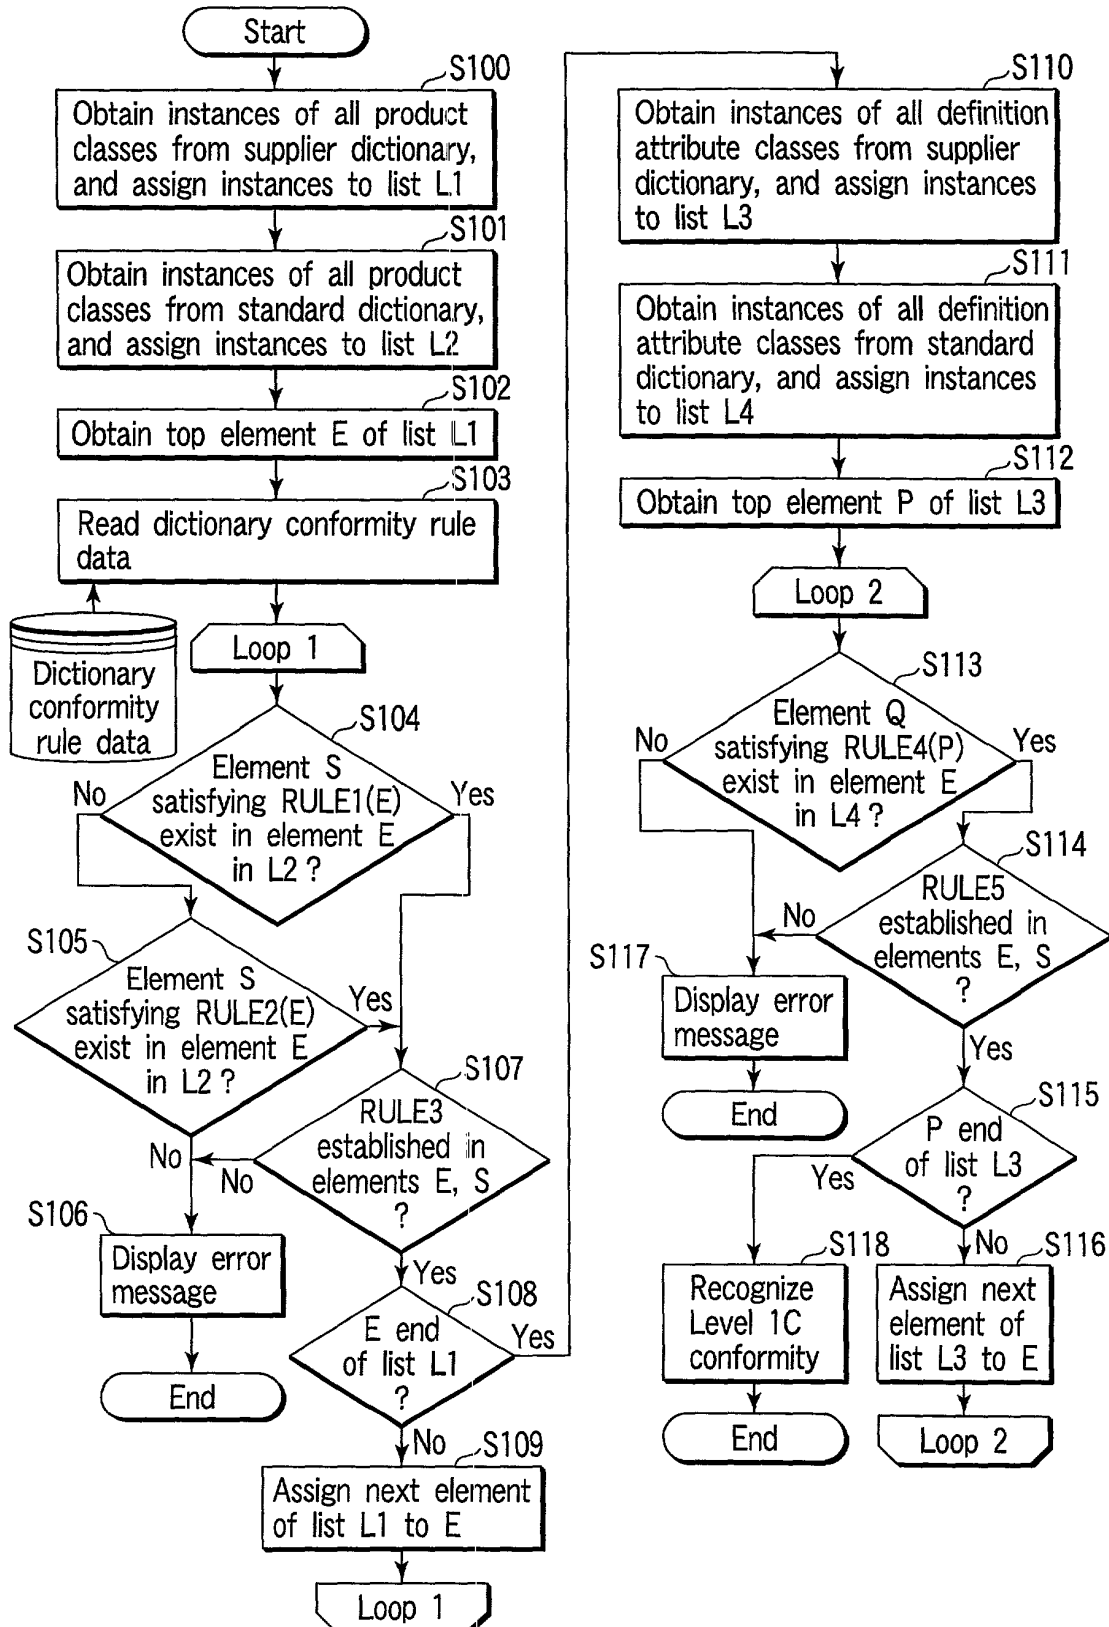 Start
S100
Obtain instances of all product
classes from supplier dictionary,
and assign instances to list L1
S101
Obtain instances of all product
classes from standard dictionary,
and assign instances to list L2
S102
Obtain top element E of list L1
S103
Read dictionary conformity rule
data
Dictionary
conformity
rule data
Loop 1
S104
Element S
satisfying RULE1(E)
exist in element E
in L2 ?
No
Yes
S105
Element S
satisfying RULE2(E)
exist in element E
in L2 ?
Yes
No
S107
RULE3
established in
elements E, S
?
No
Yes
S106
Display error
message
End
S108
E end
of list L1
?
Yes
No
S109
Assign next element
of list L1 to E
Loop 1
S110
Obtain instances of all definition
attribute classes from supplier
dictionary, and assign instances
to list L3
S111
Obtain instances of all definition
attribute classes from standard
dictionary, and assign instances
to list L4
S112
Obtain top element P of list L3
Loop 2
S113
Element Q
satisfying RULE4(P)
exist in element E
in L4 ?
No
Yes
S114
RULE5
established in
elements E, S
?
No
Yes
S117
Display error
message
End
S115
P end
of list L3
?
Yes
No
S118
Recognize
Level 1C
conformity
End
S116
Assign next
element of
list L3 to E
Loop 2